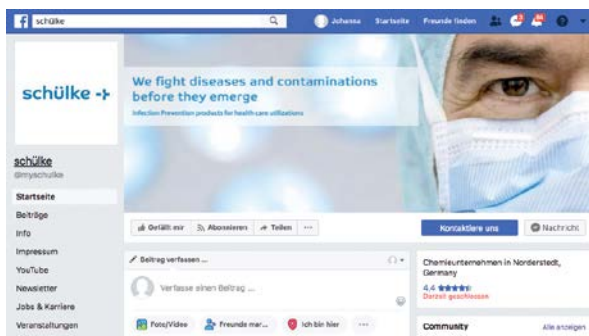 schülke
Johanna
Startseite
Freunde finden
schülke
We fight diseases and contaminations
before they emerge
Infection Prevention products for health care utilizations
schülke
@myschulke
Startseite
Beiträge
Info
Impressum
YouTube
Newsletter
Jobs & Karriere
Veranstaltungen
Gefällt mir
Abonnieren
Teilen
Kontaktiere uns
Nachricht
Beitrag verfassen ...
Verfasse einen Beitrag ...
Foto/Video
Freunde mar...
Ich bin hier
Chemieunternehmen in Norderstedt,
Germany
4,4
Derzeit geschlossen
Community
Alle anzeigen